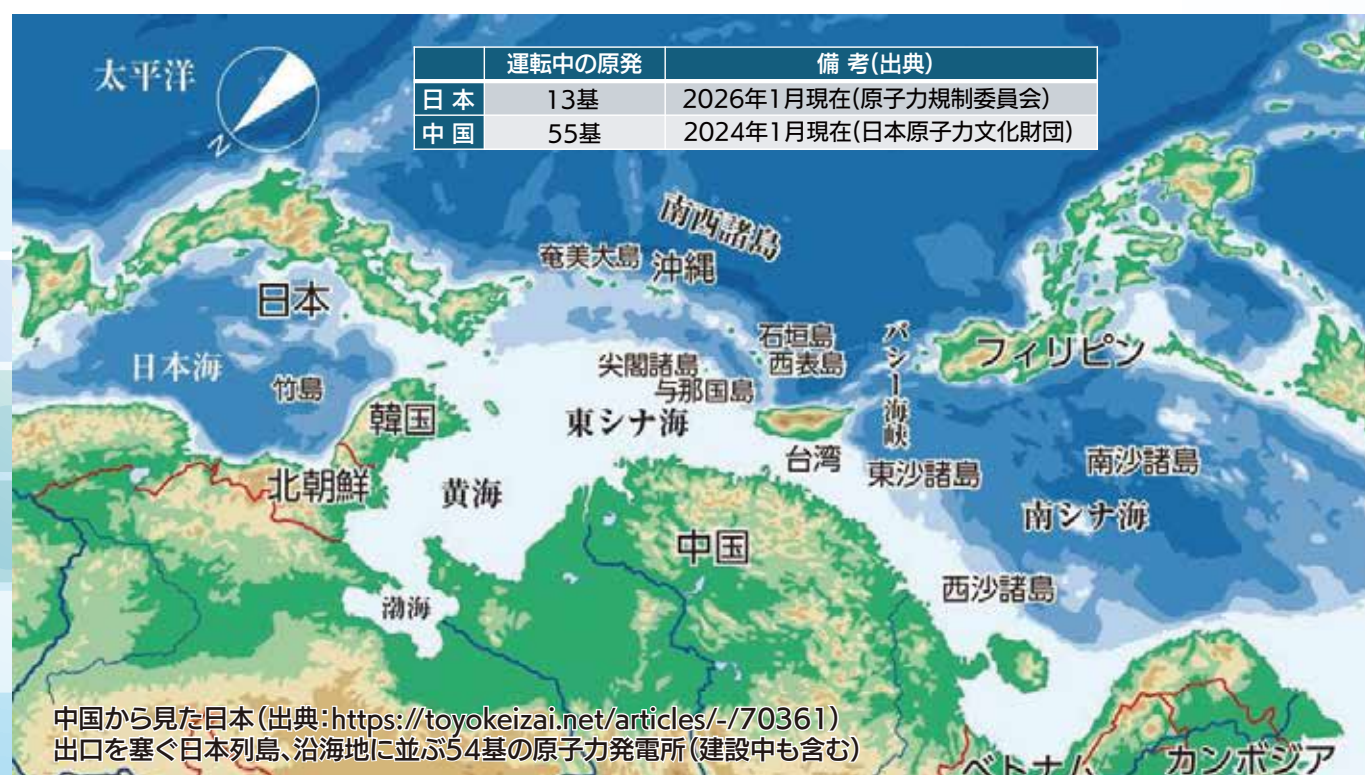 太平洋
N
運転中の原発 備 考(出典)
日 本 13基 2026年1月現在(原子力規制委員会)
中 国 55基 2024年1月現在(日本原子力文化財団)
南西諸島
奄美大島
沖縄
日本
石垣島
西表島
バシー海峡
フィリピン
日本海
竹島
尖閣諸島
与那国島
韓国
東シナ海
台湾
東沙諸島
南沙諸島
北朝鮮
黄海
南シナ海
中国
西沙諸島
渤海
中国から見た日本(出典:https://toyokeizai.net/articles/-/70361)
出口を塞ぐ日本列島、沿海地に並ぶ54基の原子力発電所(建設中も含む)
ベトナム
カンボジア